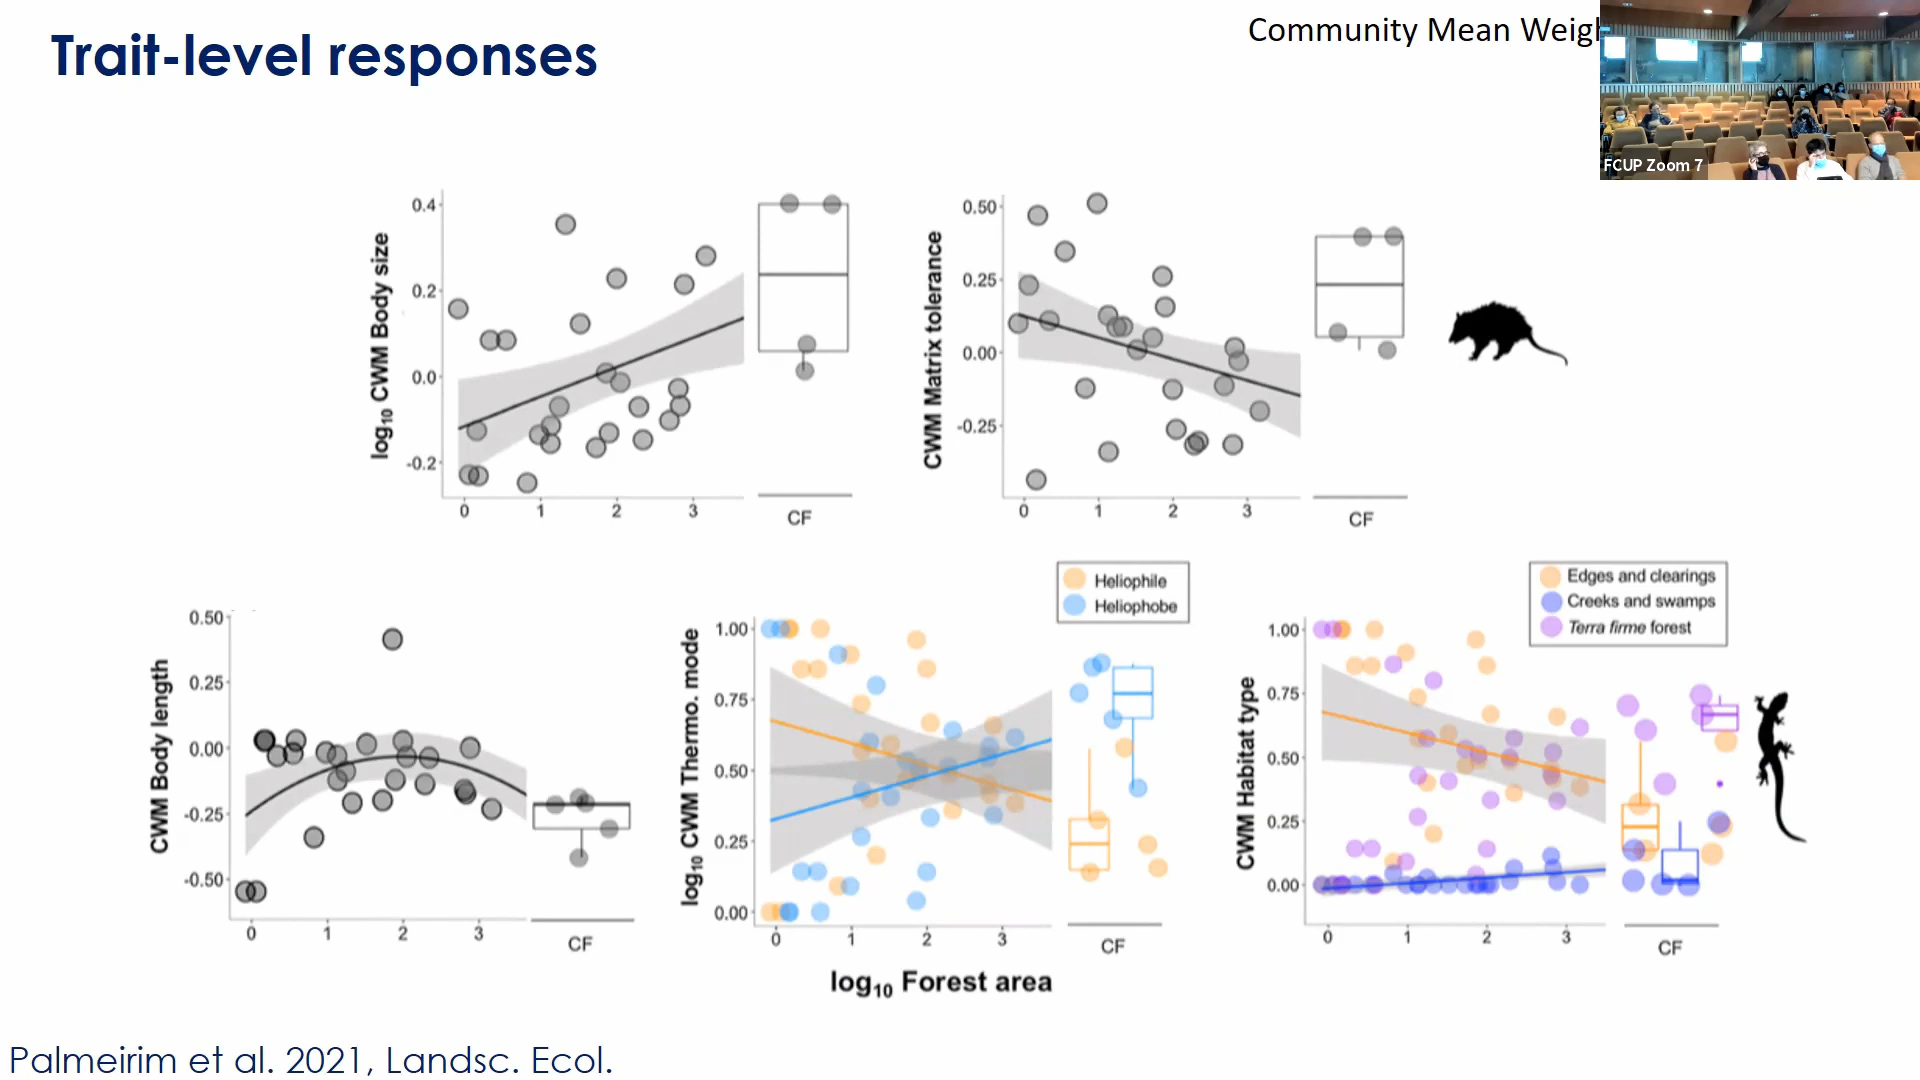 Trait-level responses
Community Mean Weigh
FCUP Zoom 7
log10 CWM Body size
0.4
0.2
0.0
-0.2
0
1
2
3
CF
CWM Matrix tolerance
0.50
0.25
0.00
-0.25
0
1
2
3
CF
CWM Body length
0.50
0.25
0.00
-0.25
-0.50
0
1
2
3
CF
Heliophile
Heliophobe
log10 CWM Thermo. mode
1.00
0.75
0.50
0.25
0.00
0
1
2
3
CF
Edges and clearings
Creeks and swamps
Terra firme forest
CWM Habitat type
1.00
0.75
0.50
0.25
0.00
0
1
2
3
CF
log10 Forest area
Palmeirim et al. 2021, Landsc. Ecol.